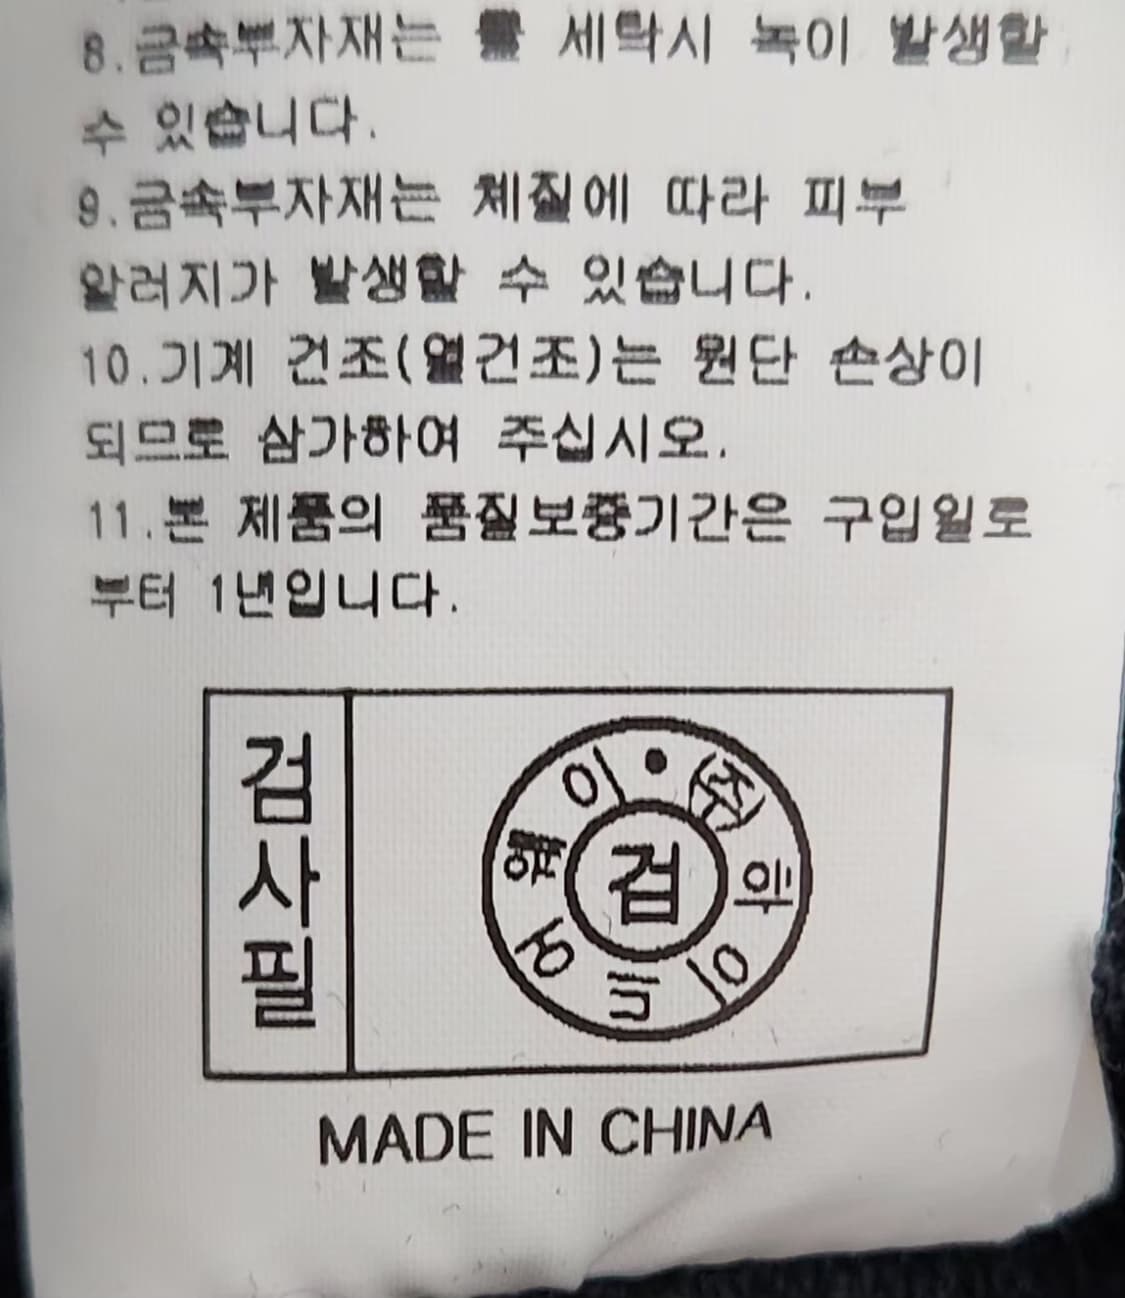 8.금속부자재는 세탁시 녹이 발생할
수 있습니다.
9.금속부자재는 체질에 따라 피부
알러지가 발생할 수 있습니다.
10.기계 건조(열건조)는 원단 손상이
되므로 삼가하여 주십시오.
11.본 제품의 품질보증기간은 구입일로
부터 1년입니다.
검사필
(주)
검
MADE IN CHINA